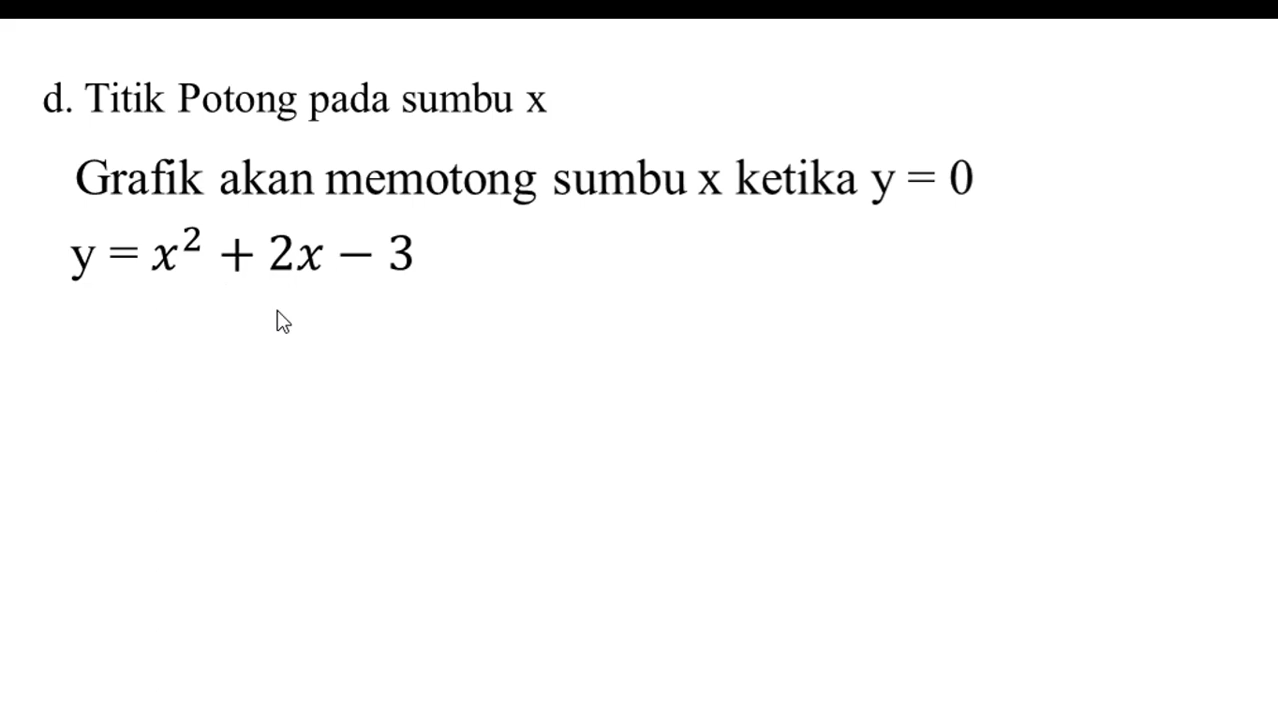 d. Titik Potong pada sumbu x
Grafik akan memotong sumbu x ketika y = 0
y = x² + 2x − 3